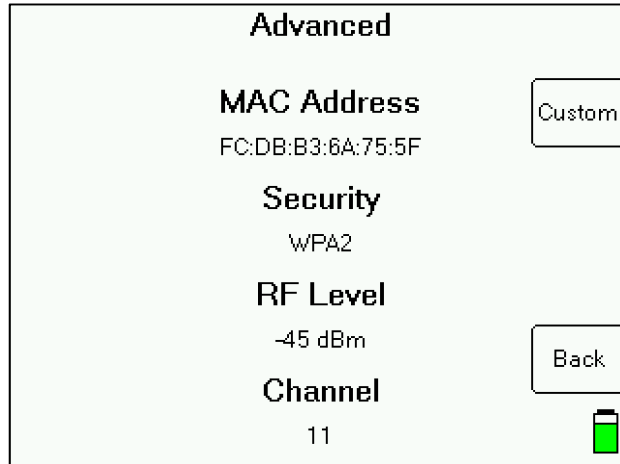 Advanced
MAC Address
Custom
FC:DB:B3:6A:75:5F
Security
WPA2
RF Level
-45 dBm
Back
Channel
11